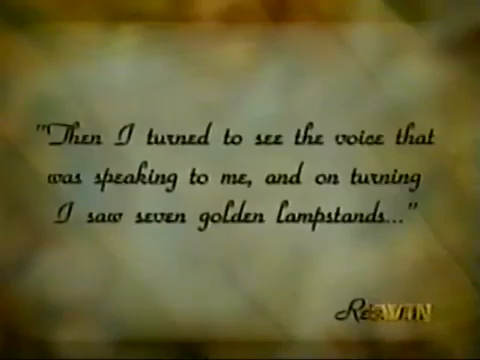 "Then I turned to see the voice that
was speaking to me, and on turning
I saw seven golden lampstands..."